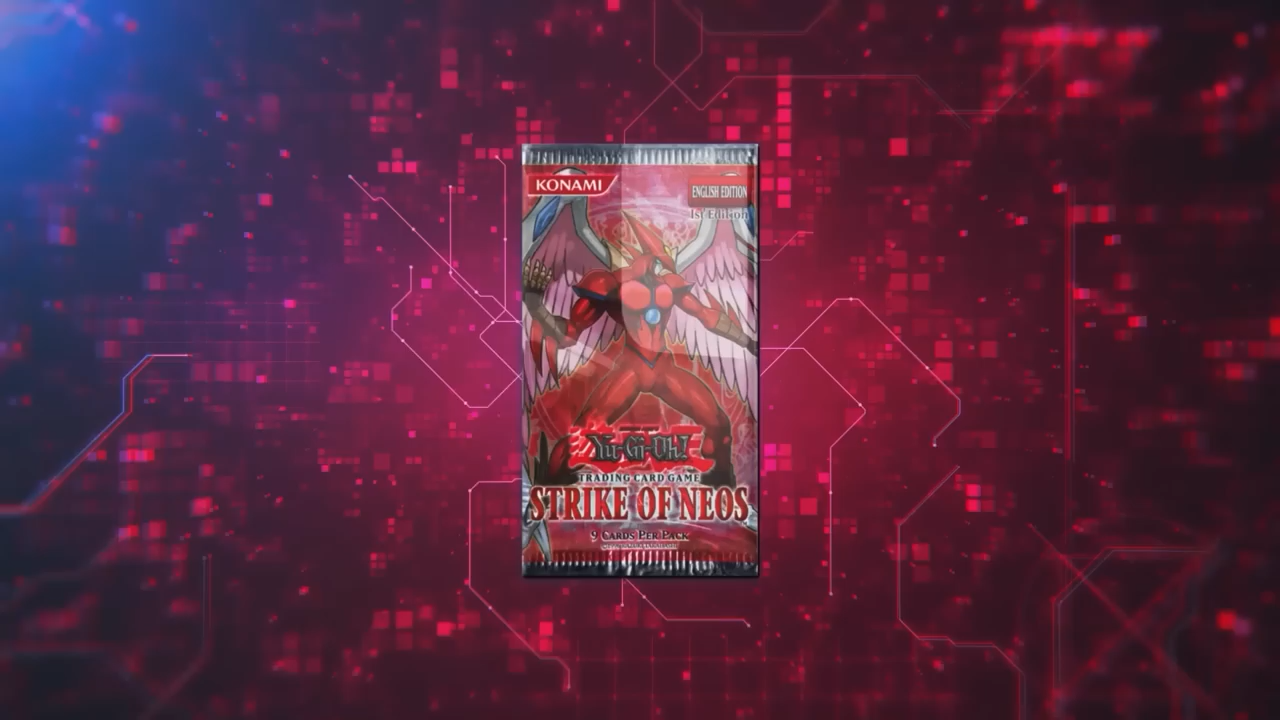 KONAMI
ENGLISH EDITION
1st Edition
Yu-Gi-Oh!
TRADING CARD GAME
STRIKE OF NEOS
9 CARDS PER PACK